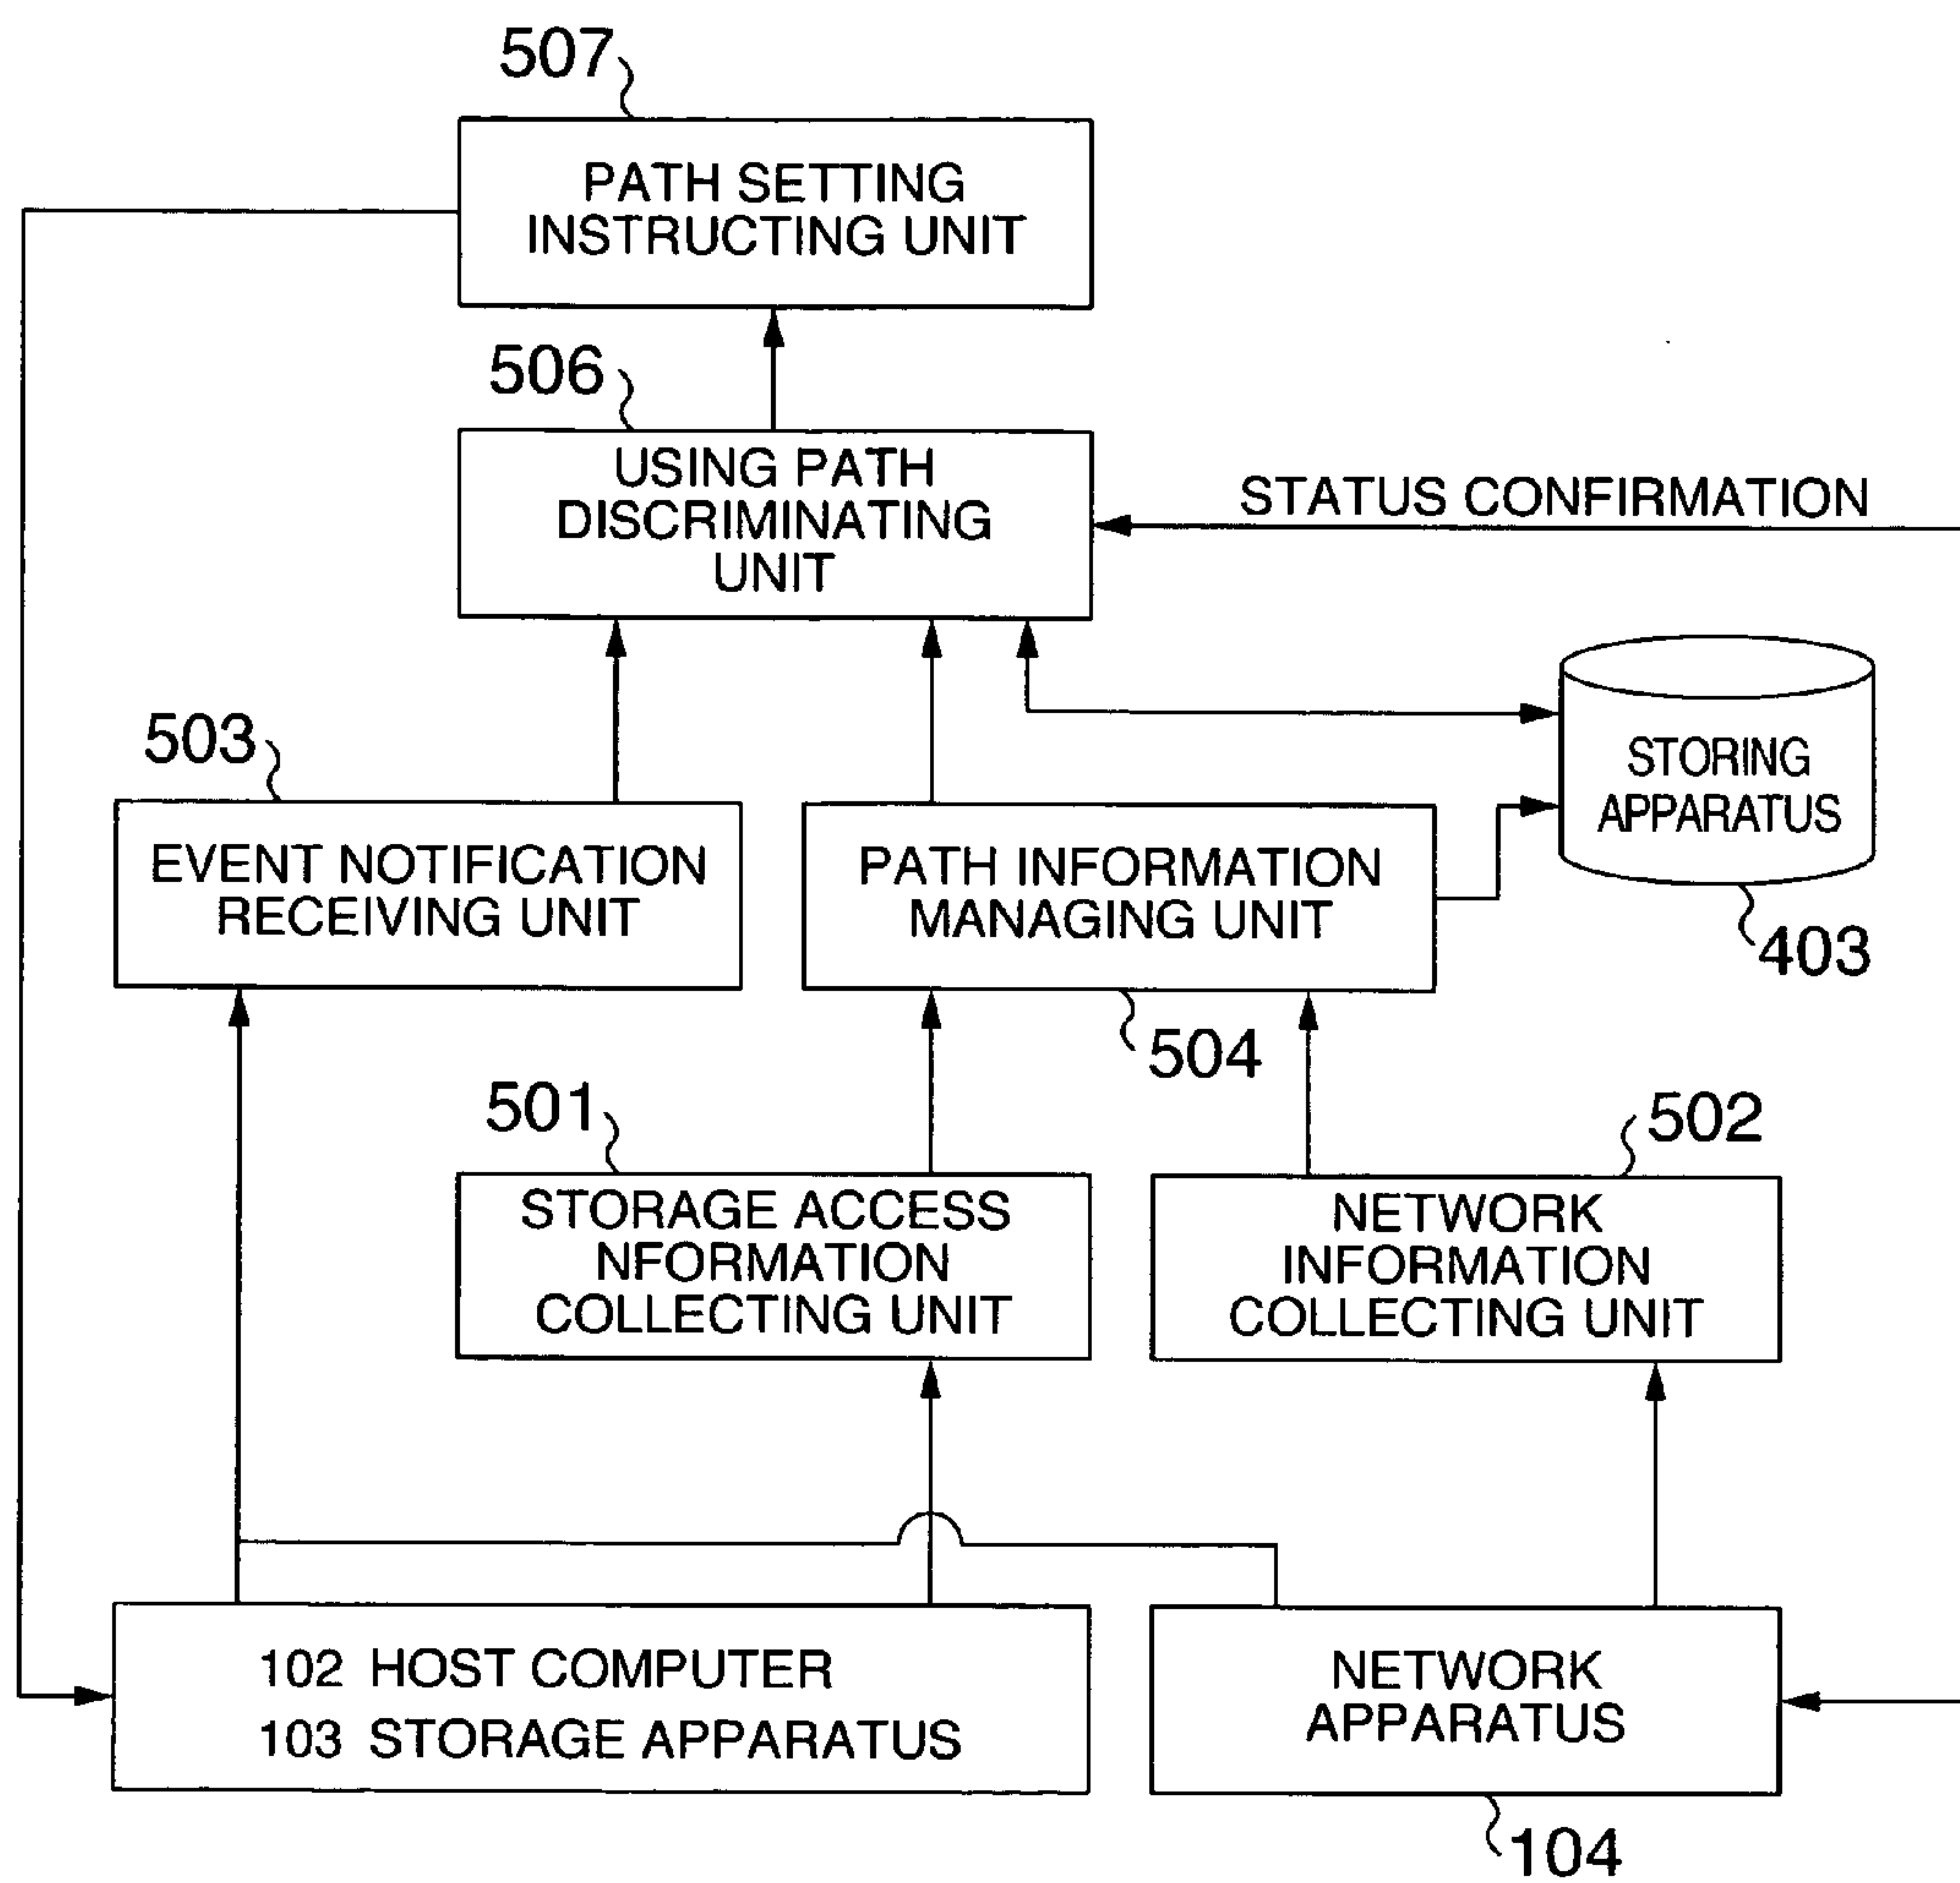 507
PATH SETTING
INSTRUCTING UNIT
506
USING PATH
DISCRIMINATING
UNIT
STATUS CONFIRMATION
503
EVENT NOTIFICATION
RECEIVING UNIT
PATH INFORMATION
MANAGING UNIT
STORING
APPARATUS
403
504
501
STORAGE ACCESS
NFORMATION
COLLECTING UNIT
502
NETWORK
INFORMATION
COLLECTING UNIT
102 HOST COMPUTER
103 STORAGE APPARATUS
NETWORK
APPARATUS
104